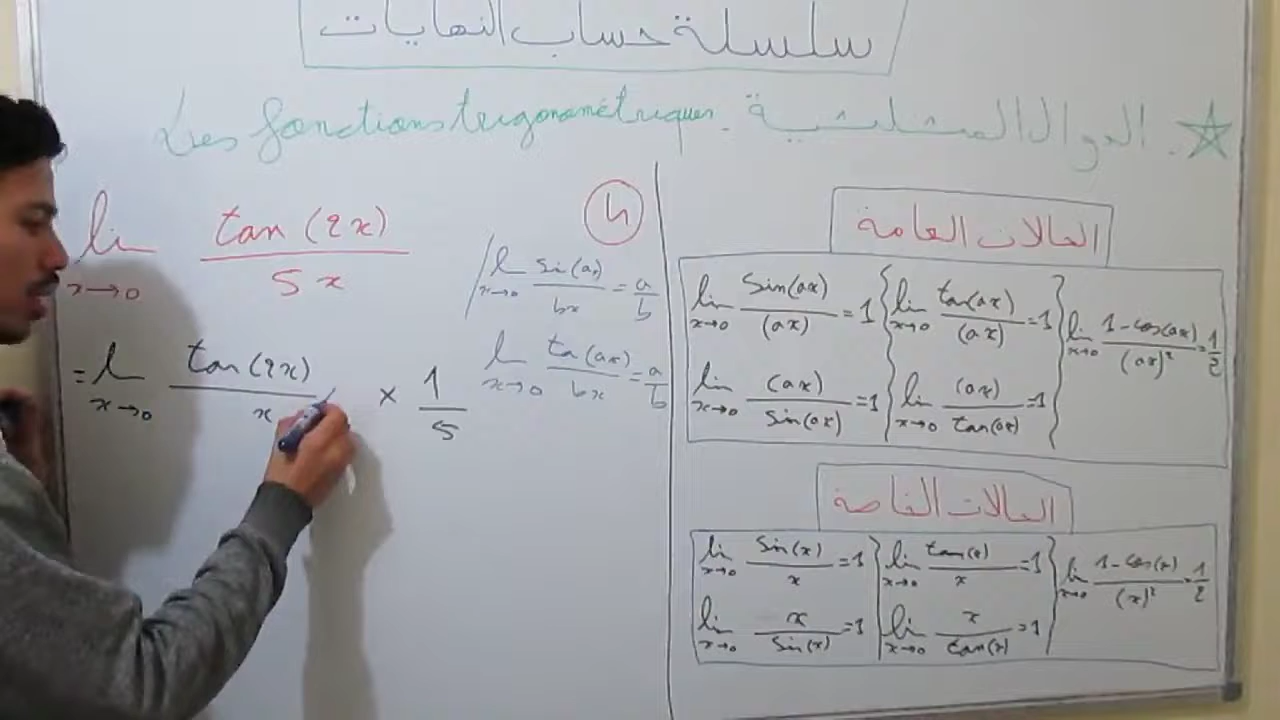 سلسلة حساب النهايات
Les fonctions trigonométriques. الدوال المثلثية.
lim x→0 tan(2x) / 5x
= lim x→0 tan(2x) / x × 1 / 5
4
lim x→0 sin(ax) / bx = a / b
lim x→0 ta(ax) / bx = a / b
الحالات العامة
lim x→0 sin(ax) / (ax) = 1 lim x→0 tan(ax) / (ax) = 1 lim x→0 1-cos(ax) / (ax)² = 1/2
lim x→0 (ax) / sin(ax) = 1 lim x→0 (ax) / tan(ax) = 1
الحالات الخاصة
lim x→0 sin(x) / x = 1 lim x→0 tan(x) / x = 1 lim x→0 1-cos(x) / (x)² = 1/2
lim x→0 x / sin(x) = 1 lim x→0 x / tan(x) = 1